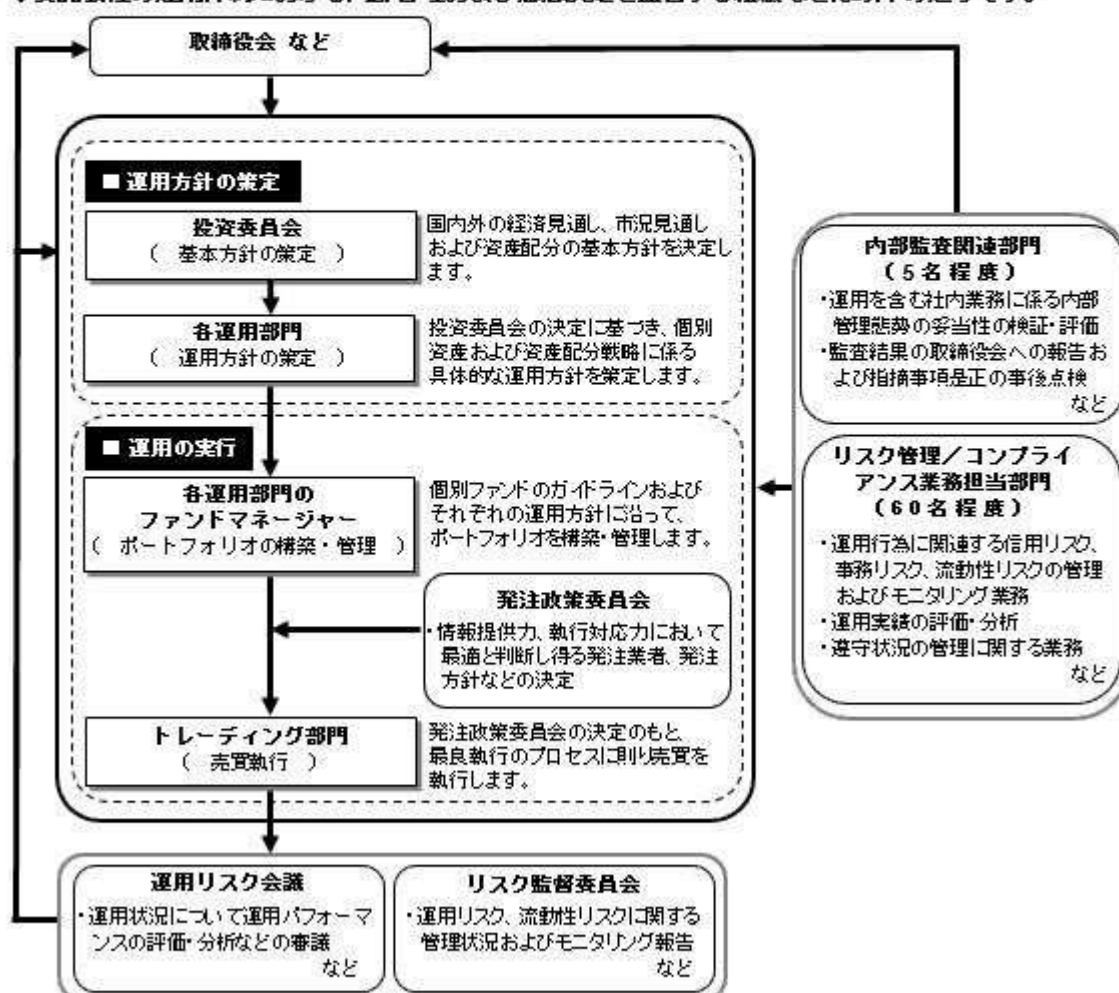 取締役会 など
■ 運用方針の策定
投資委員会
( 基本方針の策定 )
国内外の経済見通し、市況見通し
および資産配分の基本方針を決定し
ます。
各運用部門
( 運用方針の策定 )
投資委員会の決定に基づき、個別
資産および資産配分戦略に係る
具体的な運用方針を策定します。
■ 運用の実行
各運用部門の
ファンドマネージャー
( ポートフォリオの構築・管理 )
個別ファンドのガイドラインおよび
それぞれの運用方針に沿って、
ポートフォリオを構築・管理します。
発注政策委員会
・情報提供力、執行対応力において
最適と判断し得る発注業者、発注
方針などの決定
トレーディング部門
( 売買執行 )
発注政策委員会の決定のもと、
最良執行のプロセスに則り売買を
執行します。
運用リスク会議
・運用状況について運用パフォーマ
ンスの評価・分析などの審議
など
リスク監督委員会
・運用リスク、流動性リスクに関する
管理状況およびモニタリング報告
など
内部監査関連部門
(5名程度)
・運用を含む社内業務に係る内部
管理態勢の妥当性の検証・評価
・監査結果の取締役会への報告お
よび指摘事項是正の事後点検
など
リスク管理/コンプライ
アンス業務担当部門
(60名程度)
・運用行為に関連する信用リスク、
事務リスク、流動性リスクの管理
およびモニタリング業務
・運用実績の評価・分析
・遵守状況の管理に関する業務
など